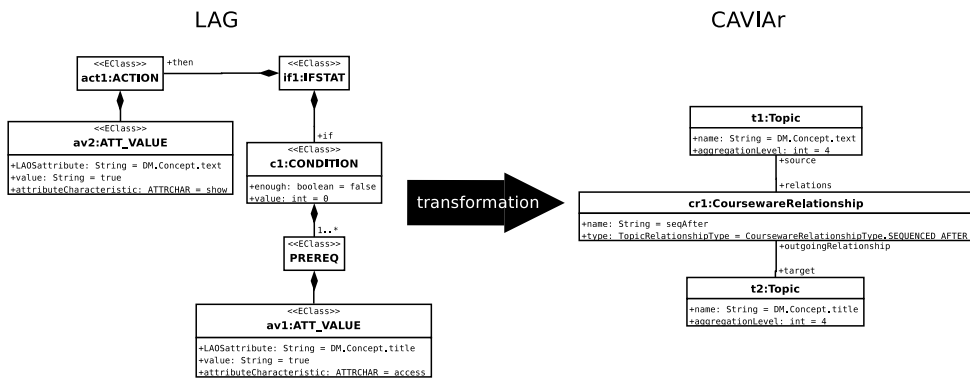 LAG
CAVIAr
<<EClass>>
act1:ACTION
+then
<<EClass>>
if1:IFSTAT
<<EClass>>
av2:ATT_VALUE
+LAOSattribute: String = DM.Concept.text
+value: String = true
+attributeCharacteristic: ATTRCHAR = show
+if
<<EClass>>
c1:CONDITION
+enough: boolean = false
+value: int = 0
1..*
<<EClass>>
PREREQ
<<EClass>>
av1:ATT_VALUE
+LAOSattribute: String = DM.Concept.title
+value: String = true
+attributeCharacteristic: ATTRCHAR = access
transformation
t1:Topic
+name: String = DM.Concept.text
+aggregationLevel: int = 4
+source
+relations
cr1:CoursewareRelationship
+name: String = seqAfter
+type: TopicRelationshipType = CoursewareRelationshipType.SEQUENCED_AFTER
+outgoingRelationship
+target
t2:Topic
+name: String = DM.Concept.title
+aggregationLevel: int = 4